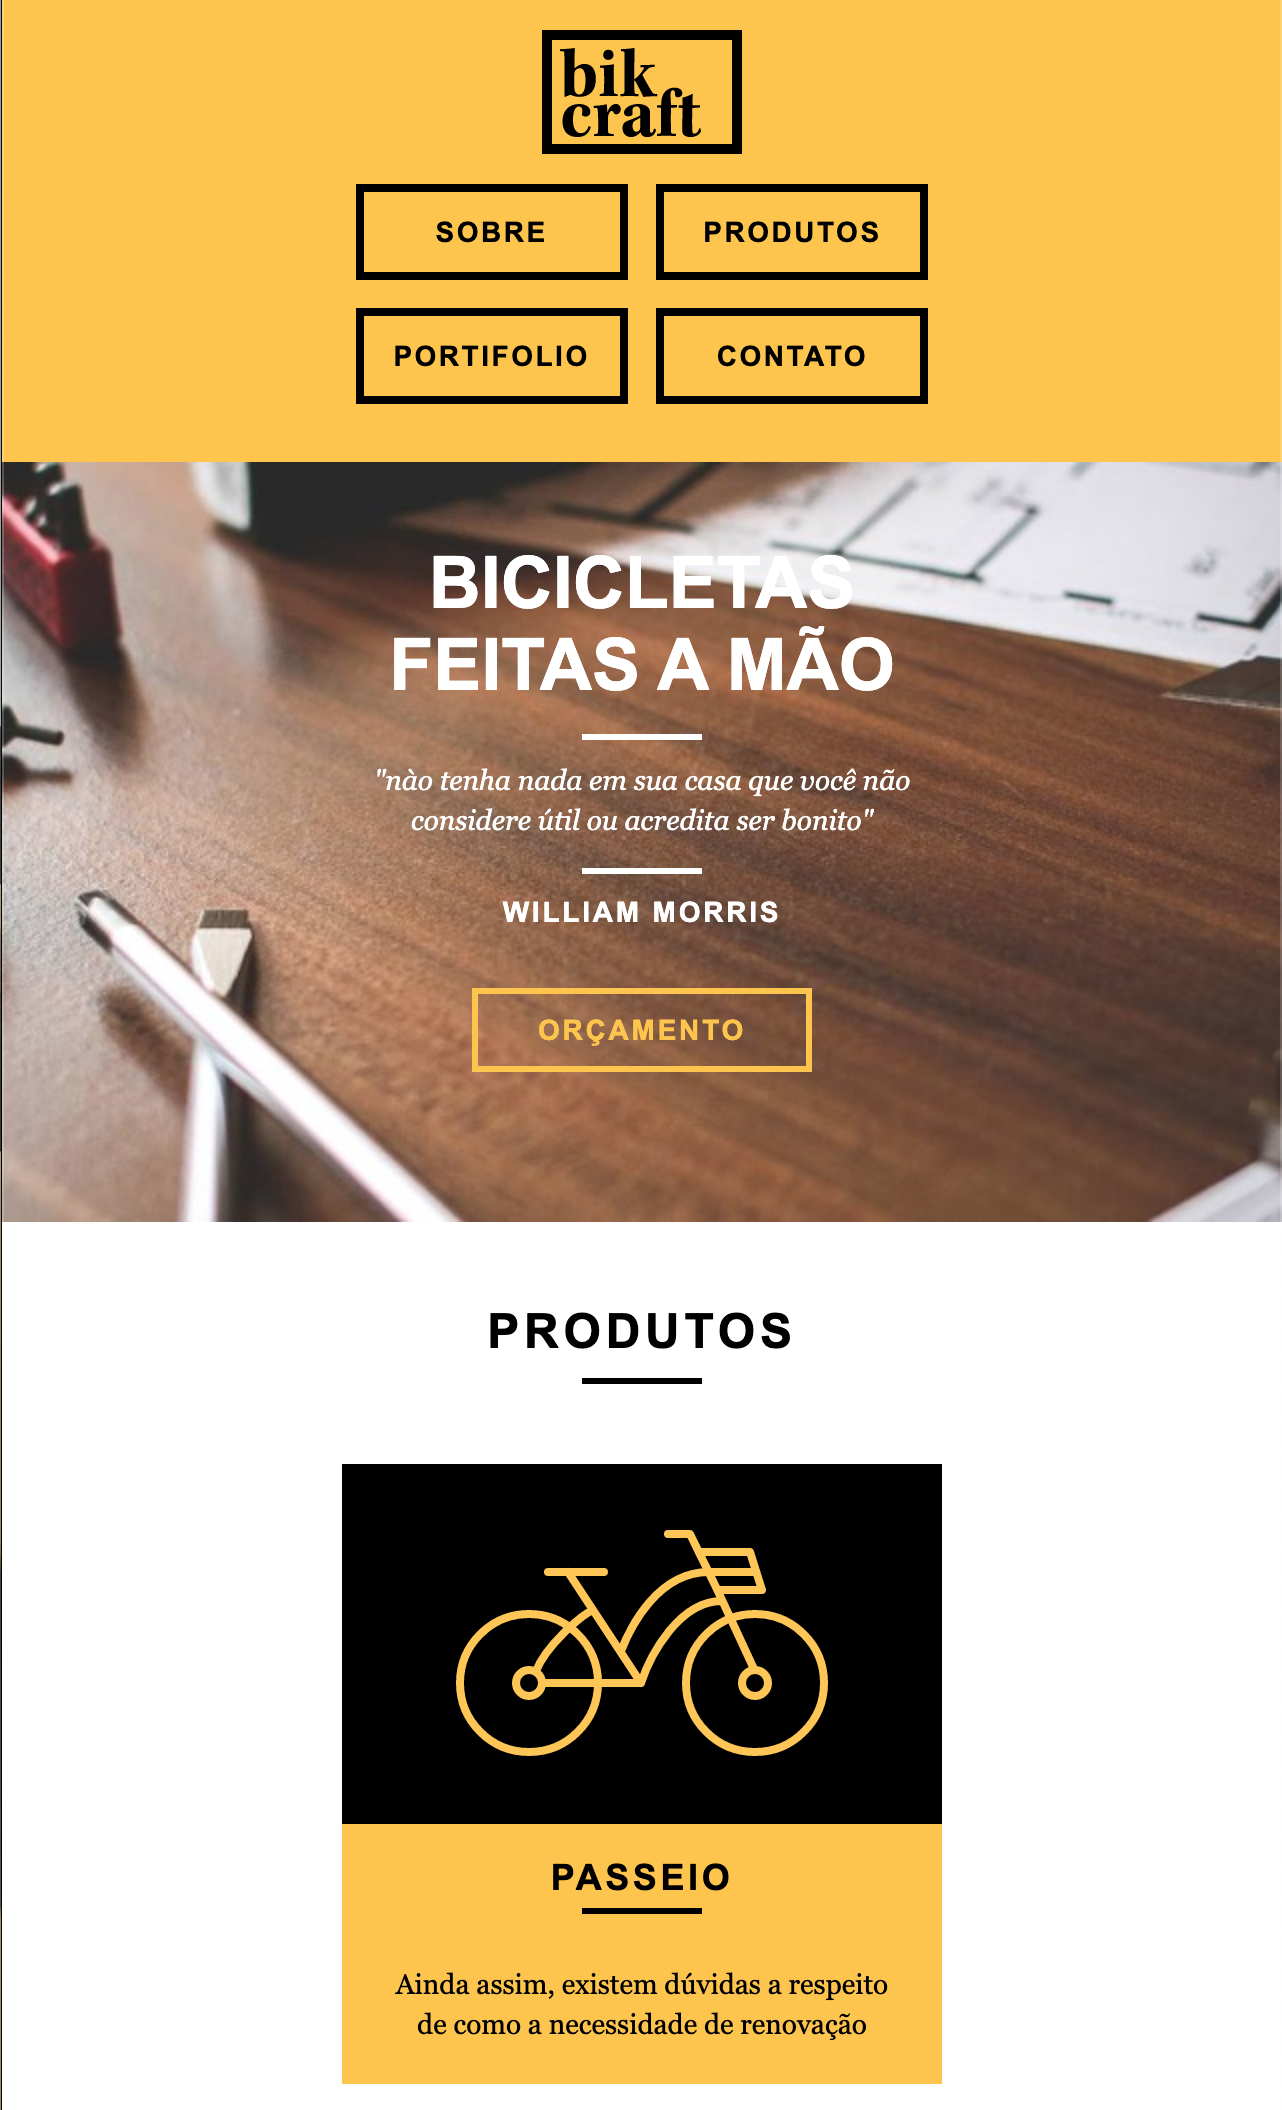 bik
craft
SOBRE
PRODUTOS
PORTIFOLIO
CONTATO
BICICLETAS
FEITAS A MÃO
"nào tenha nada em sua casa que você não
considere útil ou acredita ser bonito"
WILLIAM MORRIS
ORÇAMENTO
PRODUTOS
PASSEIO
Ainda assim, existem dúvidas a respeito
de como a necessidade de renovação